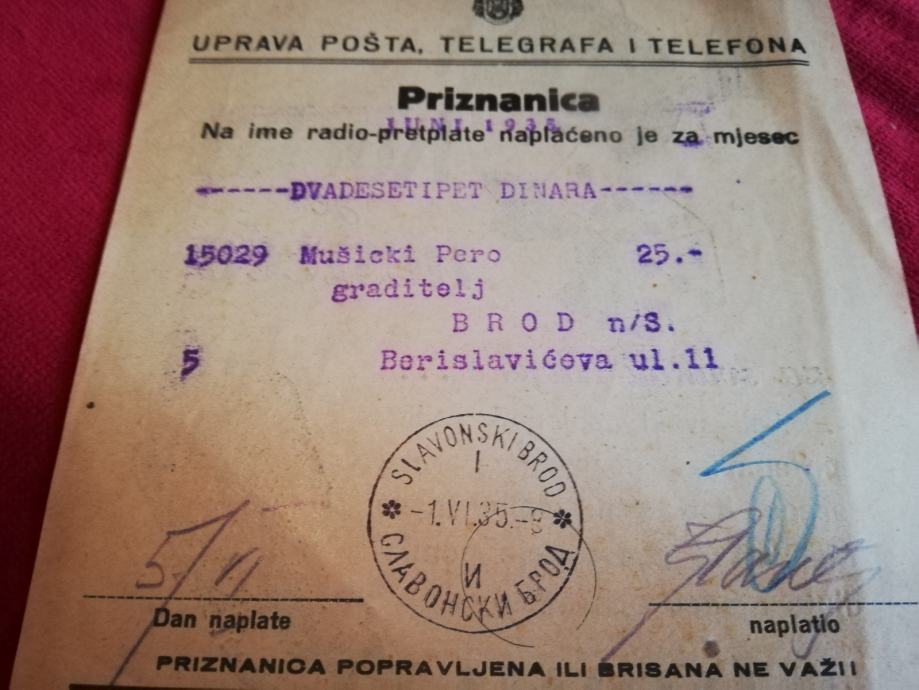 UPRAVA POŠTA, TELEGRAFA I TELEFONA
Priznanica
JUNI 1935
Na ime radio-pretplate naplaćeno je za mjesec
------DVADESETIPET DINARA------
15029 Mušicki Pero 25.-
graditelj
BROD n/S.
5 Berislavićeva ul.11
SLAVONSKI BROD
I
-1.VI.35.-8
И
СЛАВОНСКИ БРОД
5/VI
Dan naplate
naplatio
PRIZNANICA POPRAVLJENA ILI BRISANA NE VAŽI!